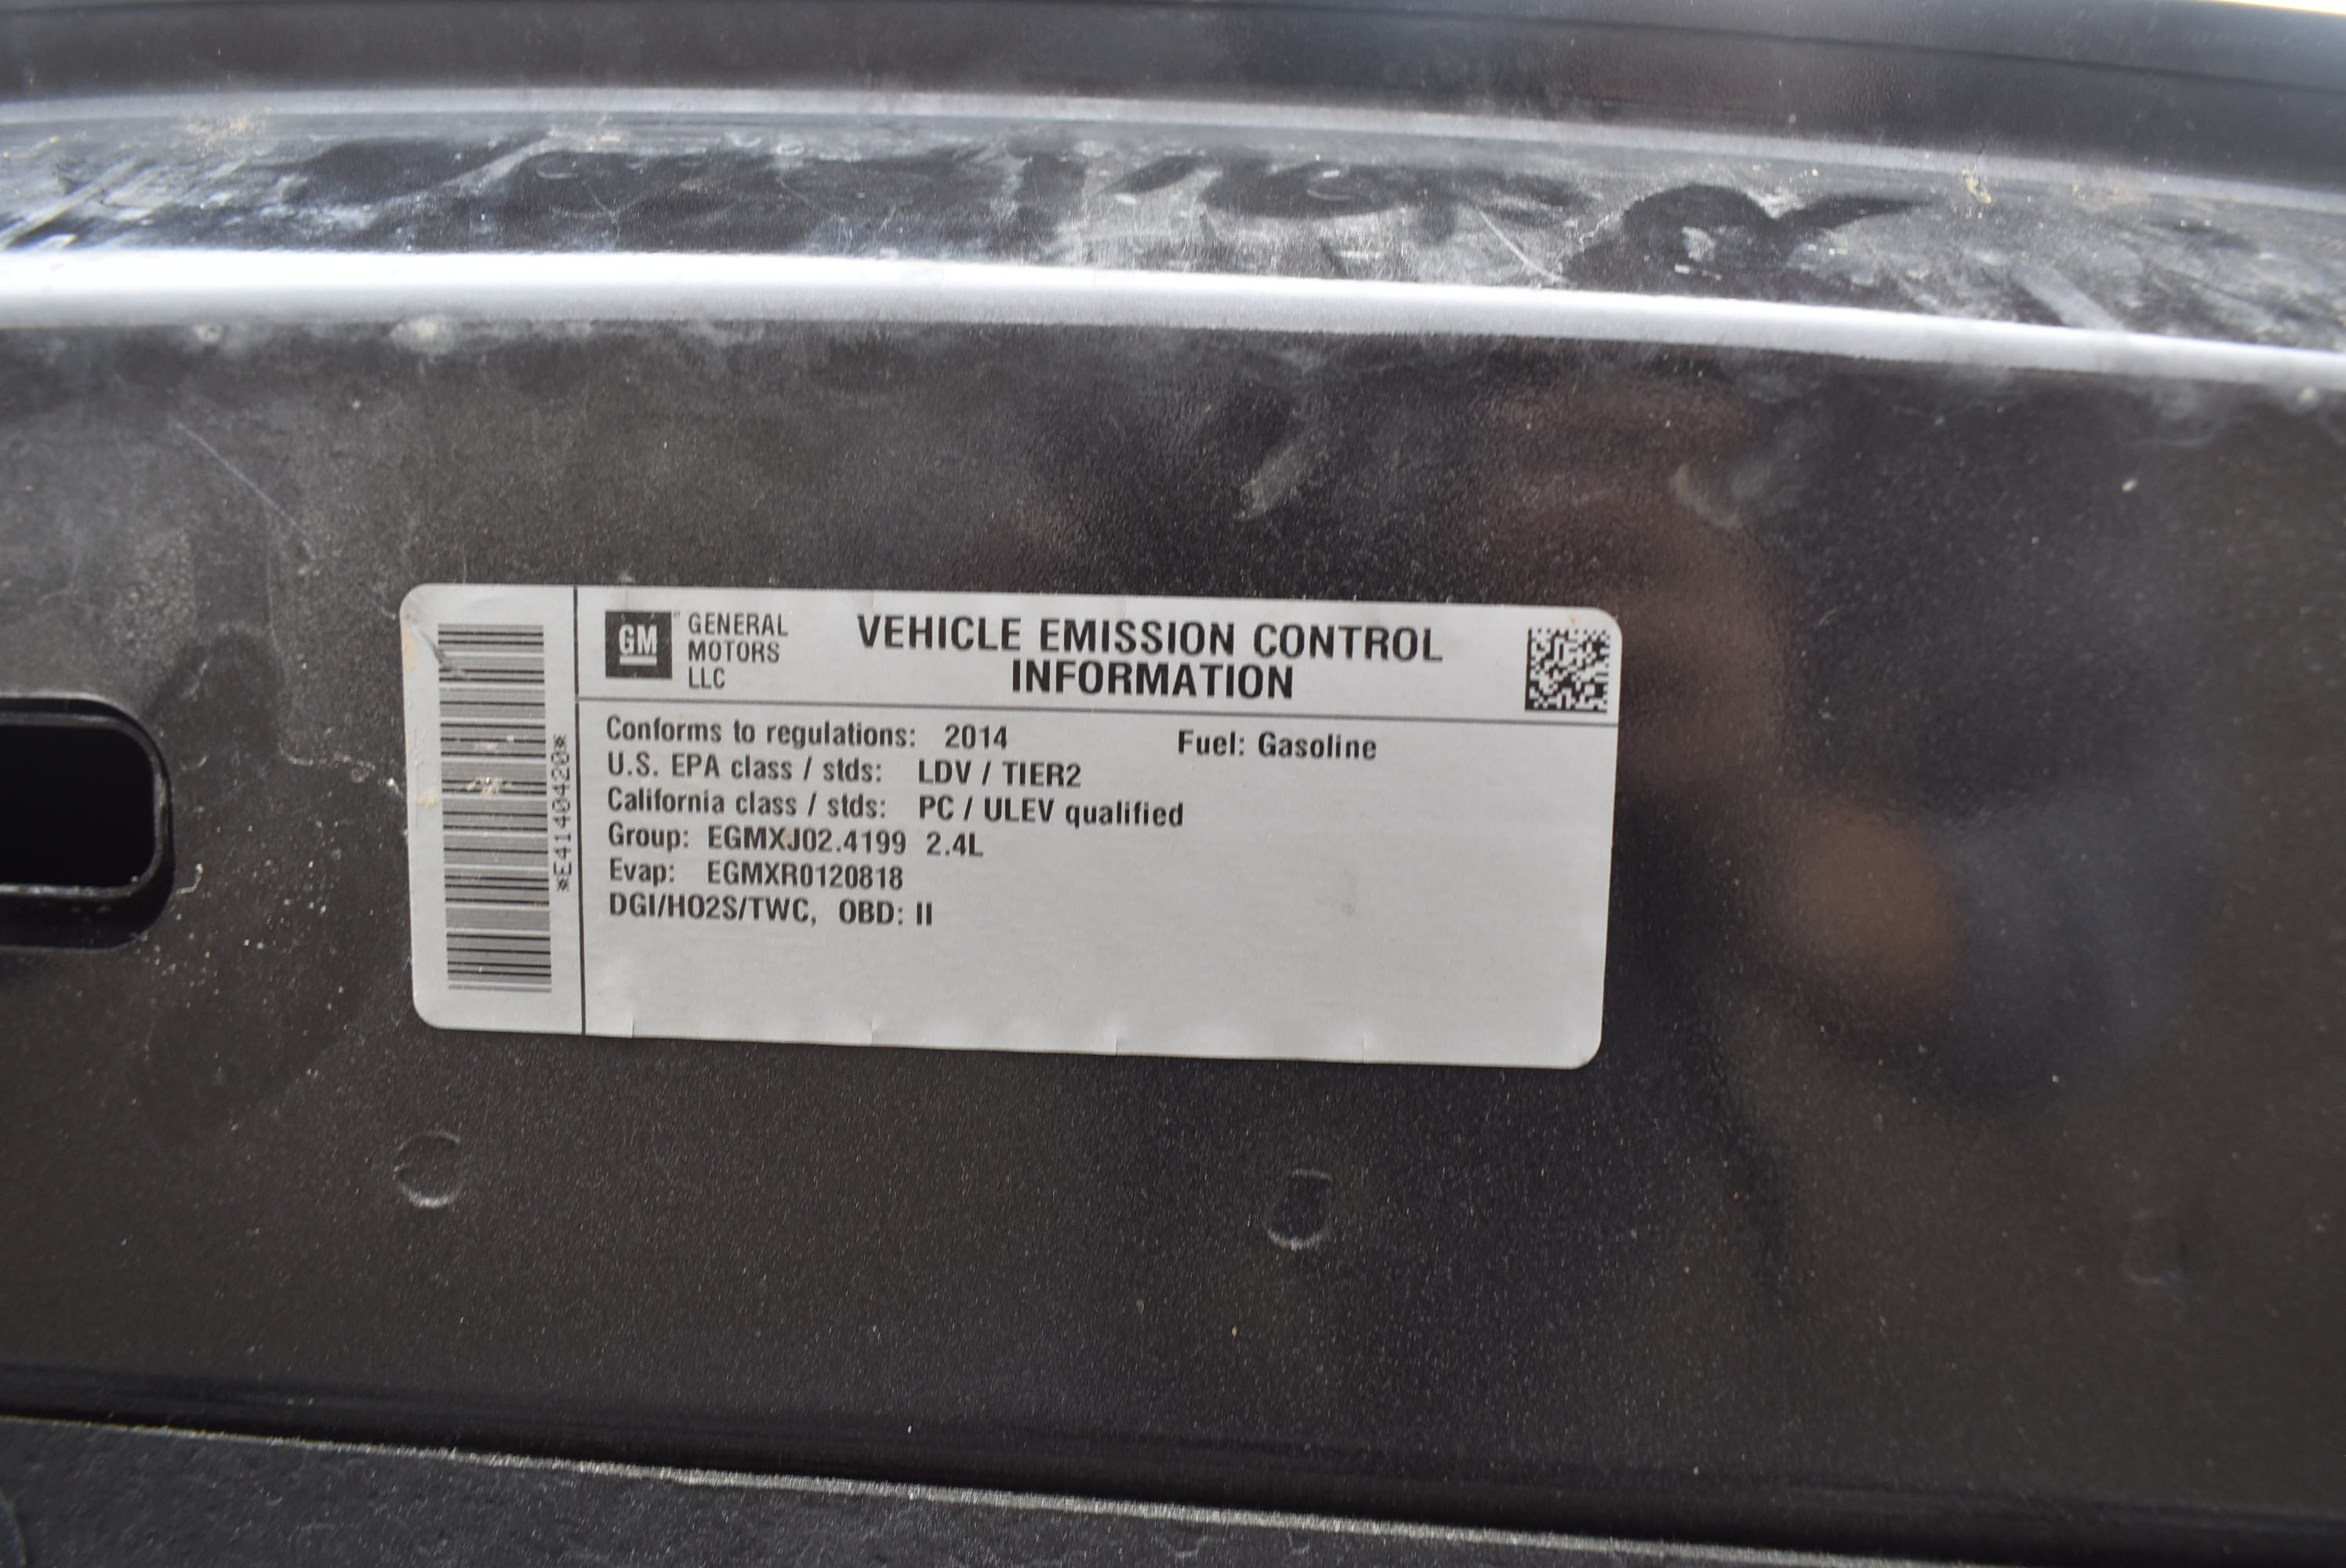 GM
GENERAL
MOTORS
LLC
VEHICLE EMISSION CONTROL
INFORMATION
Conforms to regulations: 2014 Fuel: Gasoline
U.S. EPA class / stds: LDV / TIER2
California class / stds: PC / ULEV qualified
Group: EGMXJ02.4199 2.4L
Evap: EGMXR0120818
DGI/HO2S/TWC, OBD: II
*E41404420*